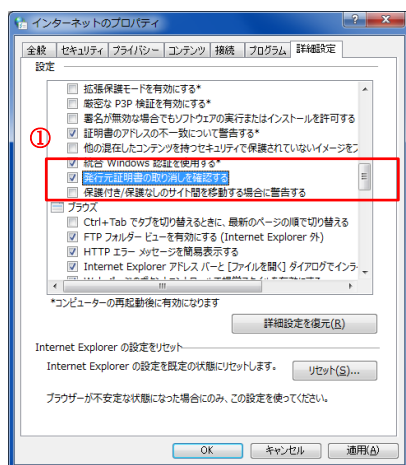 インターネットのプロパティ
全般 セキュリティ プライバシー コンテンツ 接続 プログラム 詳細設定
設定
拡張保護モードを有効にする*
厳密な P3P 検証を有効にする*
署名が無効な場合でもソフトウェアの実行またはインストールを許可する
証明書のアドレスの不一致について警告する*
他の混在したコンテンツを持つセキュリティで保護されていないイメージをブ
①
統合 Windows 認証を使用する*
発行元証明書の取り消しを確認する
保護付き/保護なしのサイト間を移動する場合に警告する
ブラウズ
Ctrl+Tab でタブを切り替えるときに、最新のページの順で切り替える
FTP フォルダー ビューを有効にする (Internet Explorer 外)
HTTP エラー メッセージを簡易表示する
Internet Explorer アドレス バーと [ファイルを開く] ダイアログでインラ
*コンピューターの再起動後に有効になります
詳細設定を復元(R)
Internet Explorer の設定をリセット
Internet Explorer の設定を既定の状態にリセットします。
リセット(S)...
ブラウザーが不安定な状態になった場合にのみ、この設定を使ってください。
OK キャンセル 適用(A)